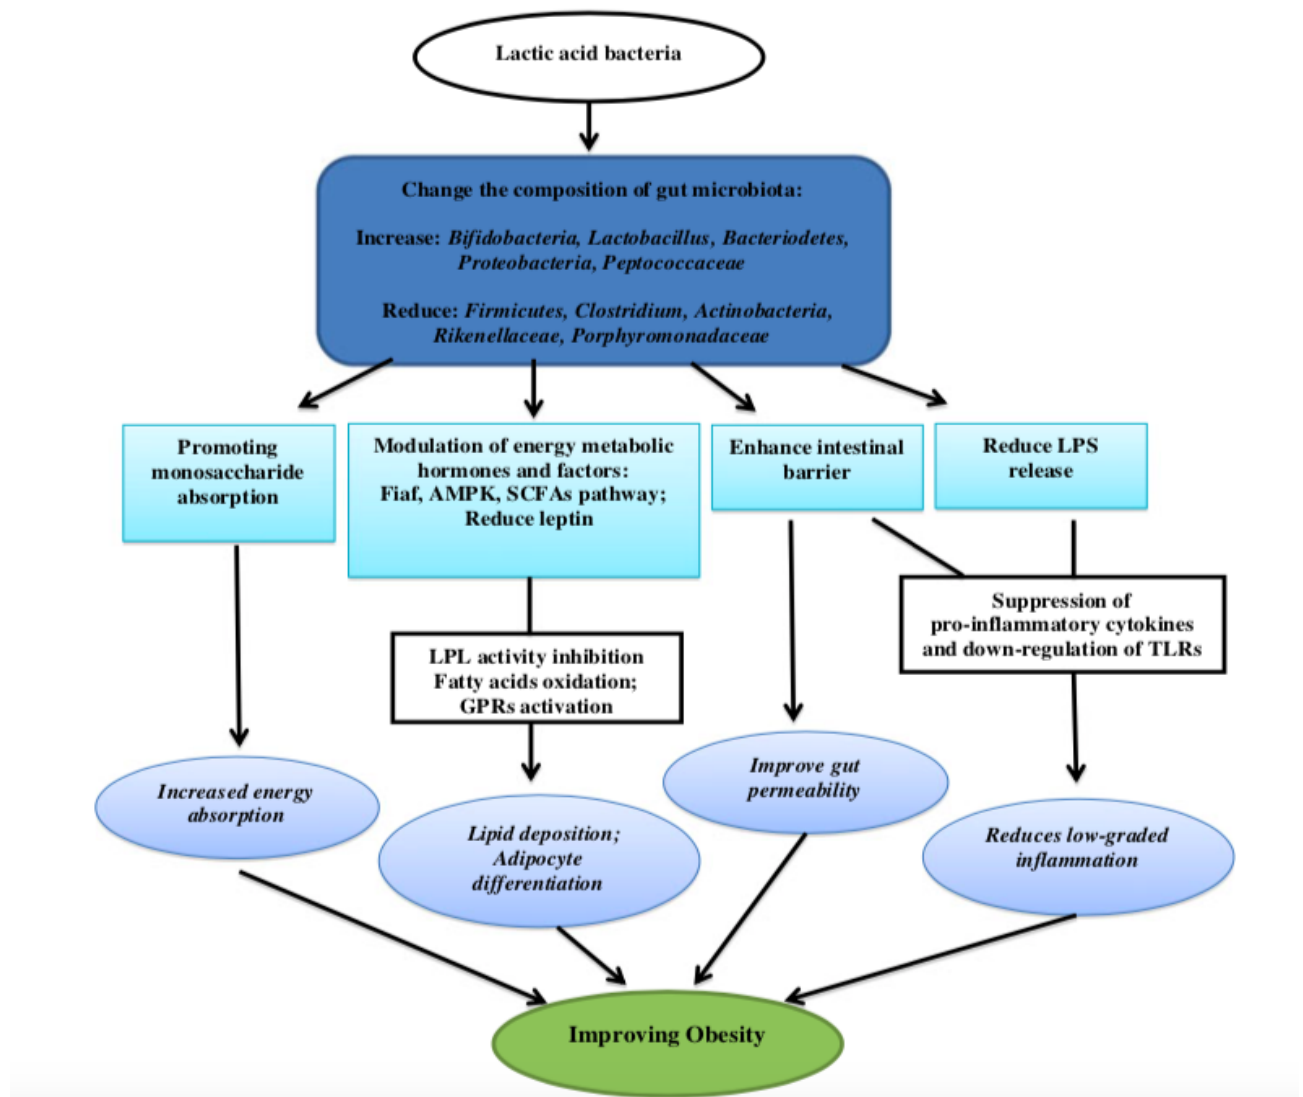 Lactic acid bacteria
Change the composition of gut microbiota:
Increase: Bifidobacteria, Lactobacillus, Bacteriodetes,
Proteobacteria, Peptococcaceae
Reduce: Firmicutes, Clostridium, Actinobacteria,
Rikenellaceae, Porphyromonadaceae
Promoting
monosaccharide
absorption
Modulation of energy metabolic
hormones and factors:
Fiaf, AMPK, SCFAs pathway;
Reduce leptin
Enhance intestinal
barrier
Reduce LPS
release
Suppression of
pro-inflammatory cytokines
and down-regulation of TLRs
LPL activity inhibition
Fatty acids oxidation;
GPRs activation
Increased energy
absorption
Lipid deposition;
Adipocyte
differentiation
Improve gut
permeability
Reduces low-graded
inflammation
Improving Obesity